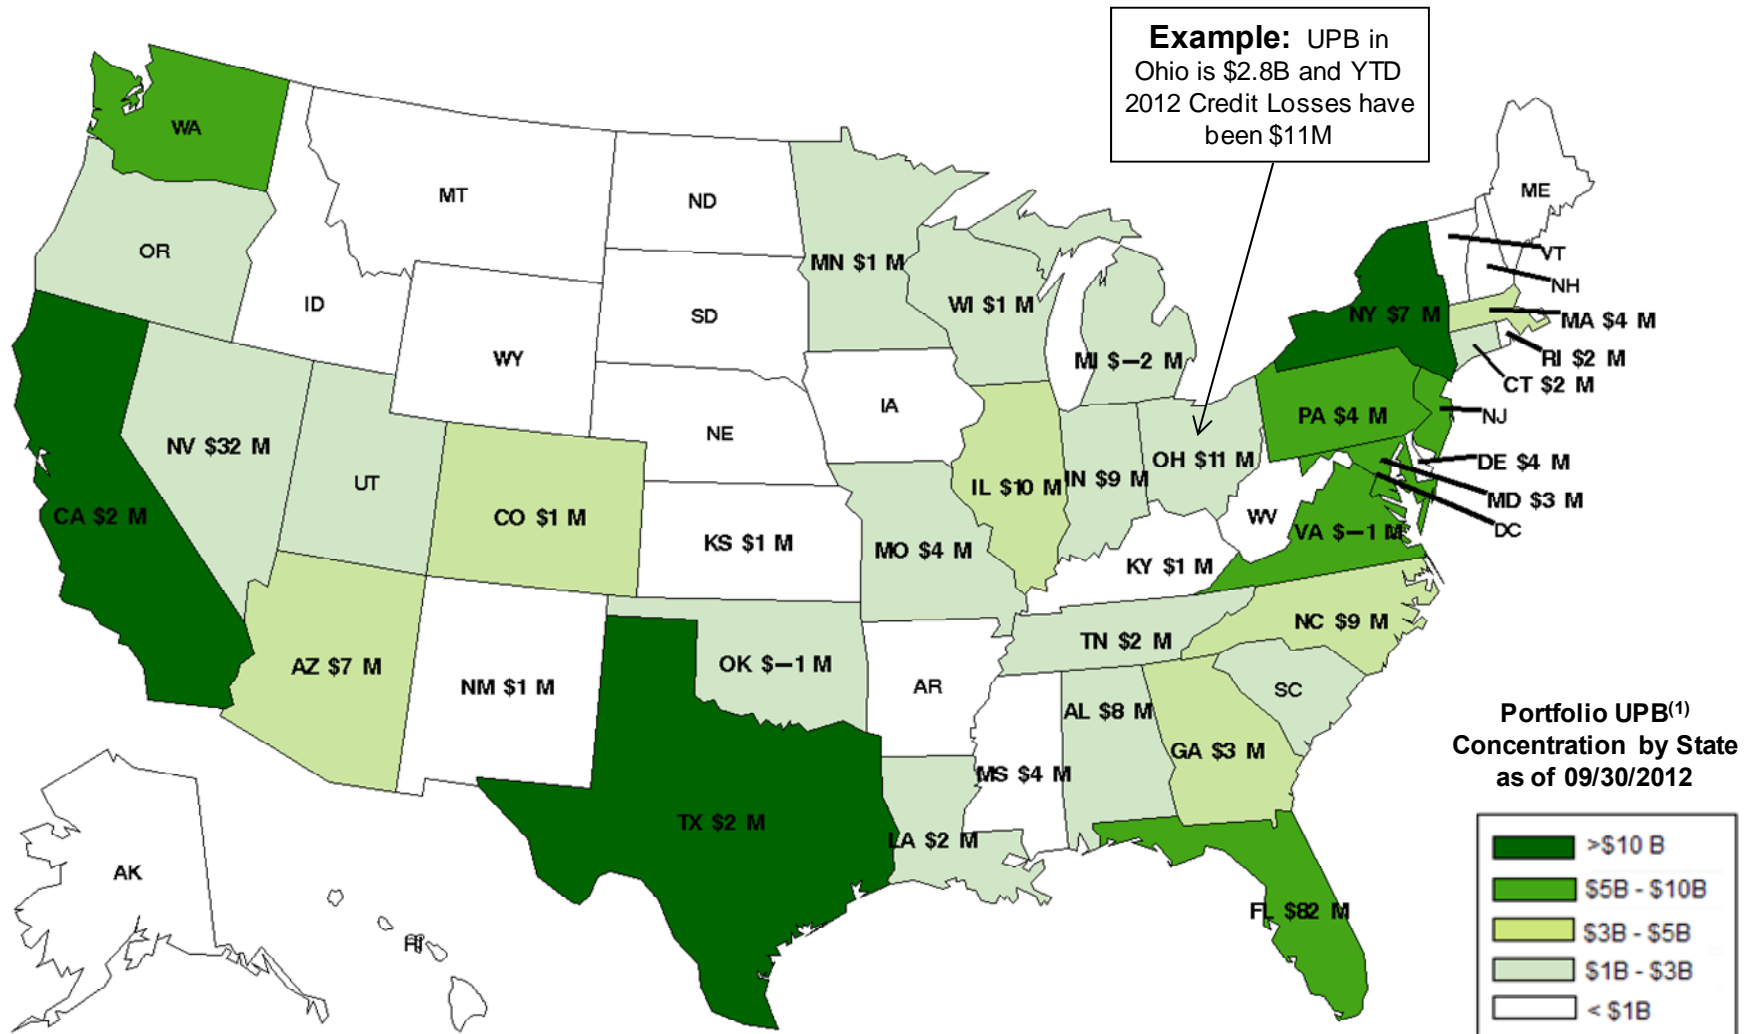 Example: UPB in
Ohio is $2.8B and YTD
2012 Credit Losses have
been $11M
WA
MT
ND
ME
OR
MN $1 M
VT
ID
NH
SD
WI $1 M
NY $7 M
MA $4 M
WY
MI $−2 M
RI $2 M
CT $2 M
IA
PA $4 M
NJ
NE
NV $32 M
OH $11 M
DE $4 M
UT
IL $10 M
IN $9 M
MD $3 M
CA $2 M
CO $1 M
WV
VA $−1 M
DC
KS $1 M
MO $4 M
KY $1 M
NC $9 M
TN $2 M
AZ $7 M
OK $−1 M
NM $1 M
AR
SC
AL $8 M
GA $3 M
MS $4 M
TX $2 M
LA $2 M
AK
FL $82 M
HI
Portfolio UPB(1)
Concentration by State
as of 09/30/2012
>$10 B
$5B - $10B
$3B - $5B
$1B - $3B
< $1B